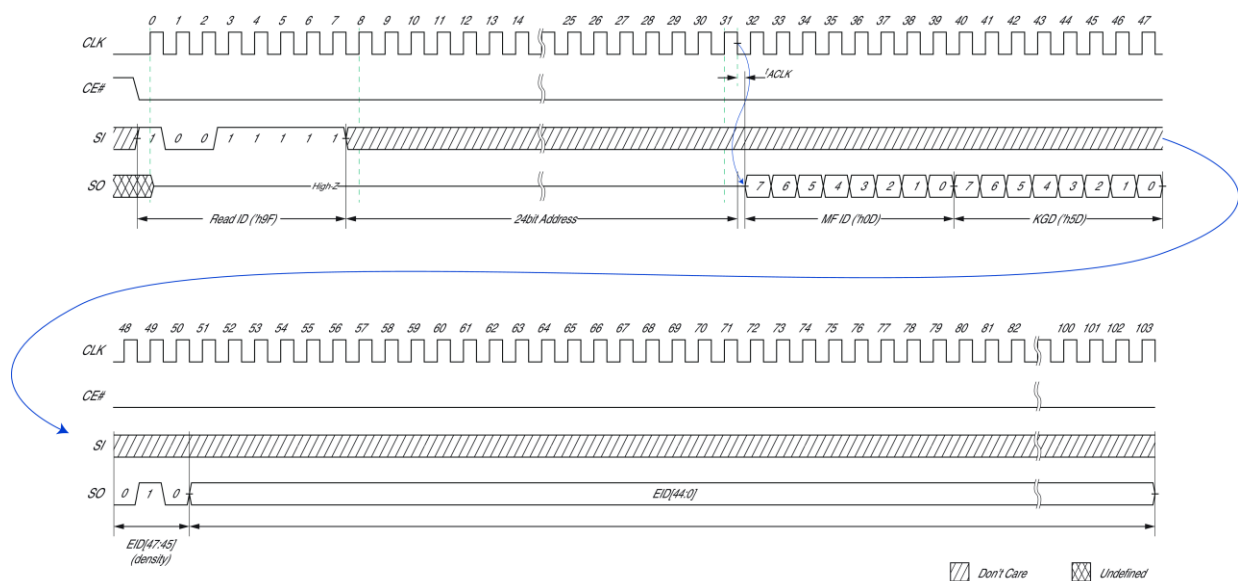 0 1 2 3 4 5 6 7 8 9 10 11 12 13 14 25 26 27 28 29 30 31 32 33 34 35 36 37 38 39 40 41 42 43 44 45 46 47
CLK
tACLK
CE#
SI 1 0 0 1 1 1 1 1
SO High-Z 7 6 5 4 3 2 1 0 7 6 5 4 3 2 1 0
Read ID ('h9F) 24bit Address MF ID ('h0D) KGD ('h5D)
48 49 50 51 52 53 54 55 56 57 58 59 60 61 62 63 64 65 66 67 68 69 70 71 72 73 74 75 76 77 78 79 80 81 82 100 101 102 103
CLK
CE#
SI
SO 0 1 0 EID[44:0]
EID[47:45]
(density)
Don't Care Undefined